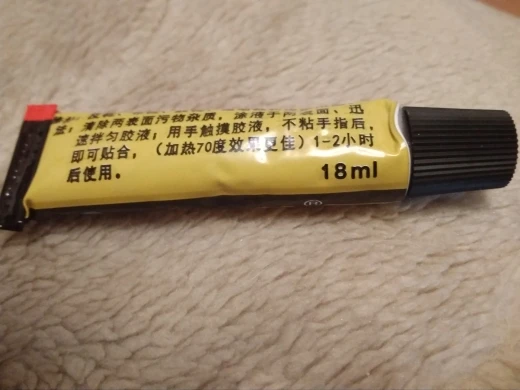 清除两表面污物杂质，涂液于两表面、迅
速拌匀胶液；用手触摸胶液，不粘手指后，
即可贴合，（加热70度效果更佳）1-2小时
后使用。
18ml